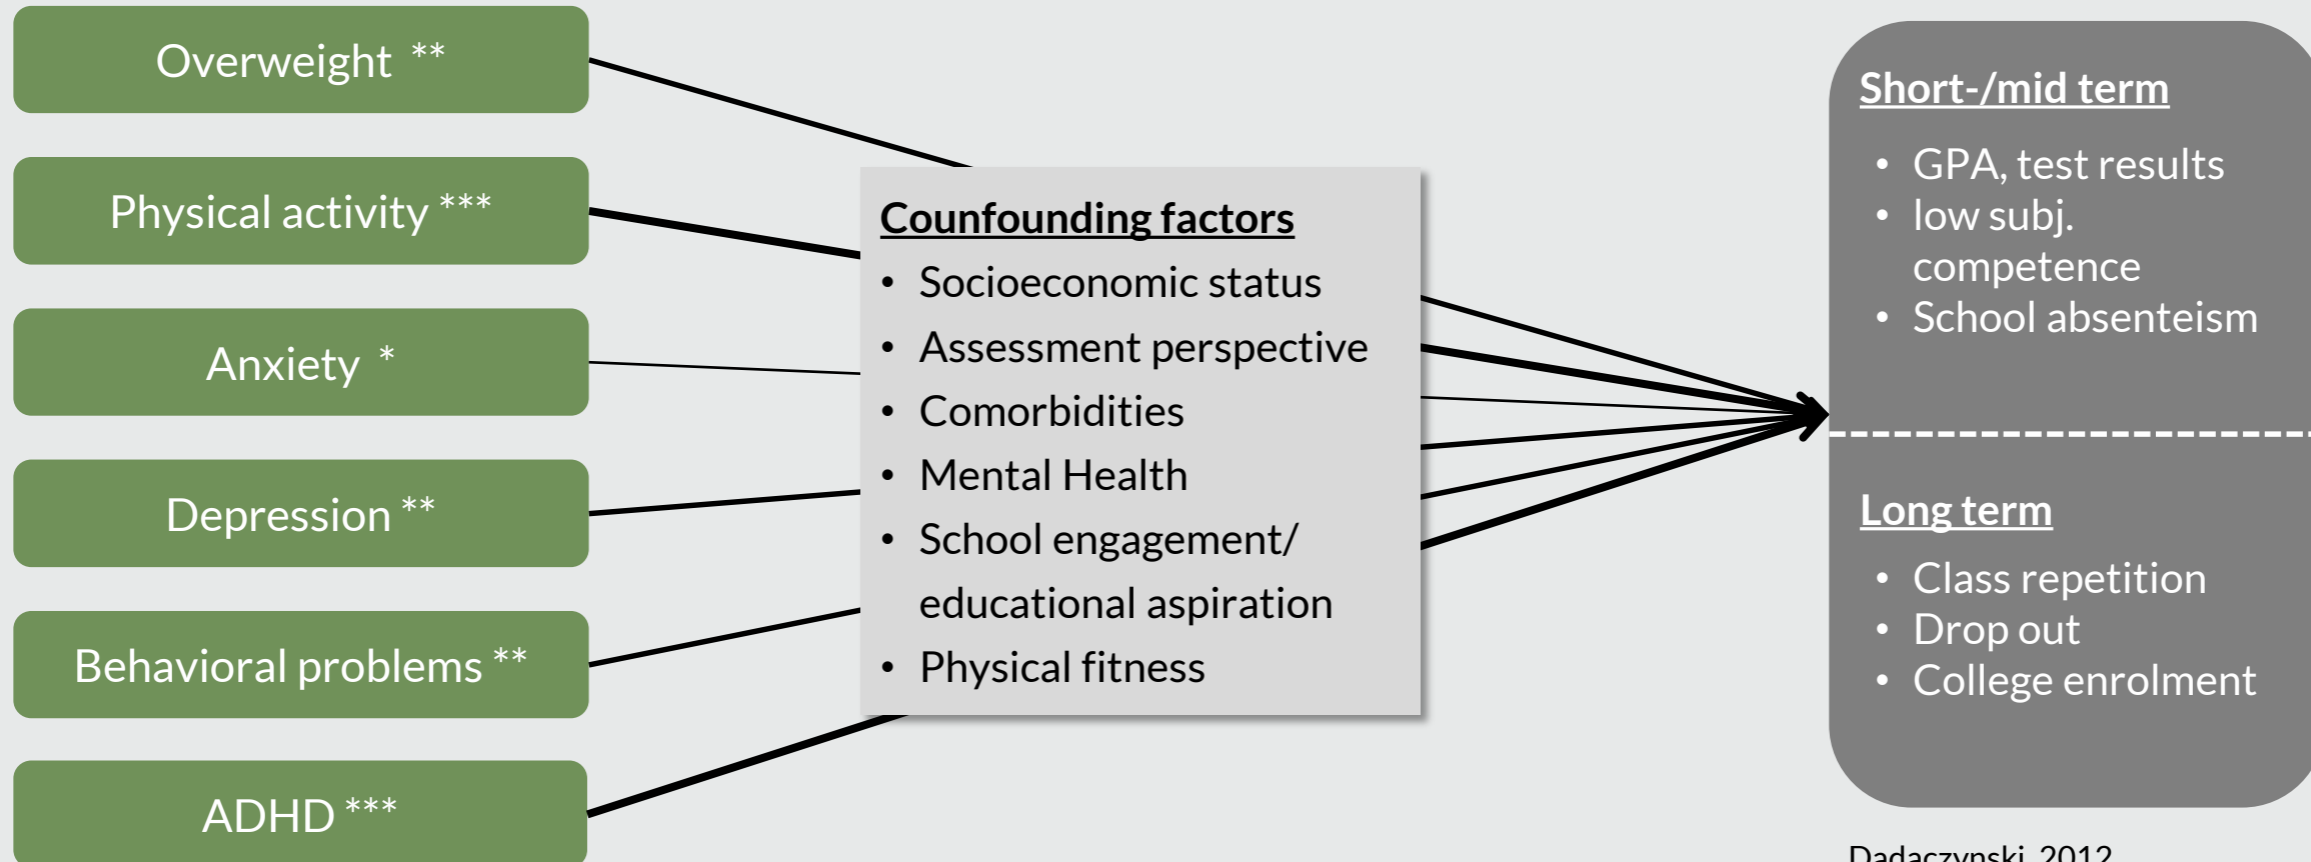 Overweight **
Physical activity ***
Anxiety *
Depression **
Behavioral problems **
ADHD ***
Counfounding factors
• Socioeconomic status
• Assessment perspective
• Comorbidities
• Mental Health
• School engagement/
educational aspiration
• Physical fitness
Short-/mid term
• GPA, test results
• low subj.
competence
• School absenteism
Long term
• Class repetition
• Drop out
• College enrolment
Dadaczynski, 2012